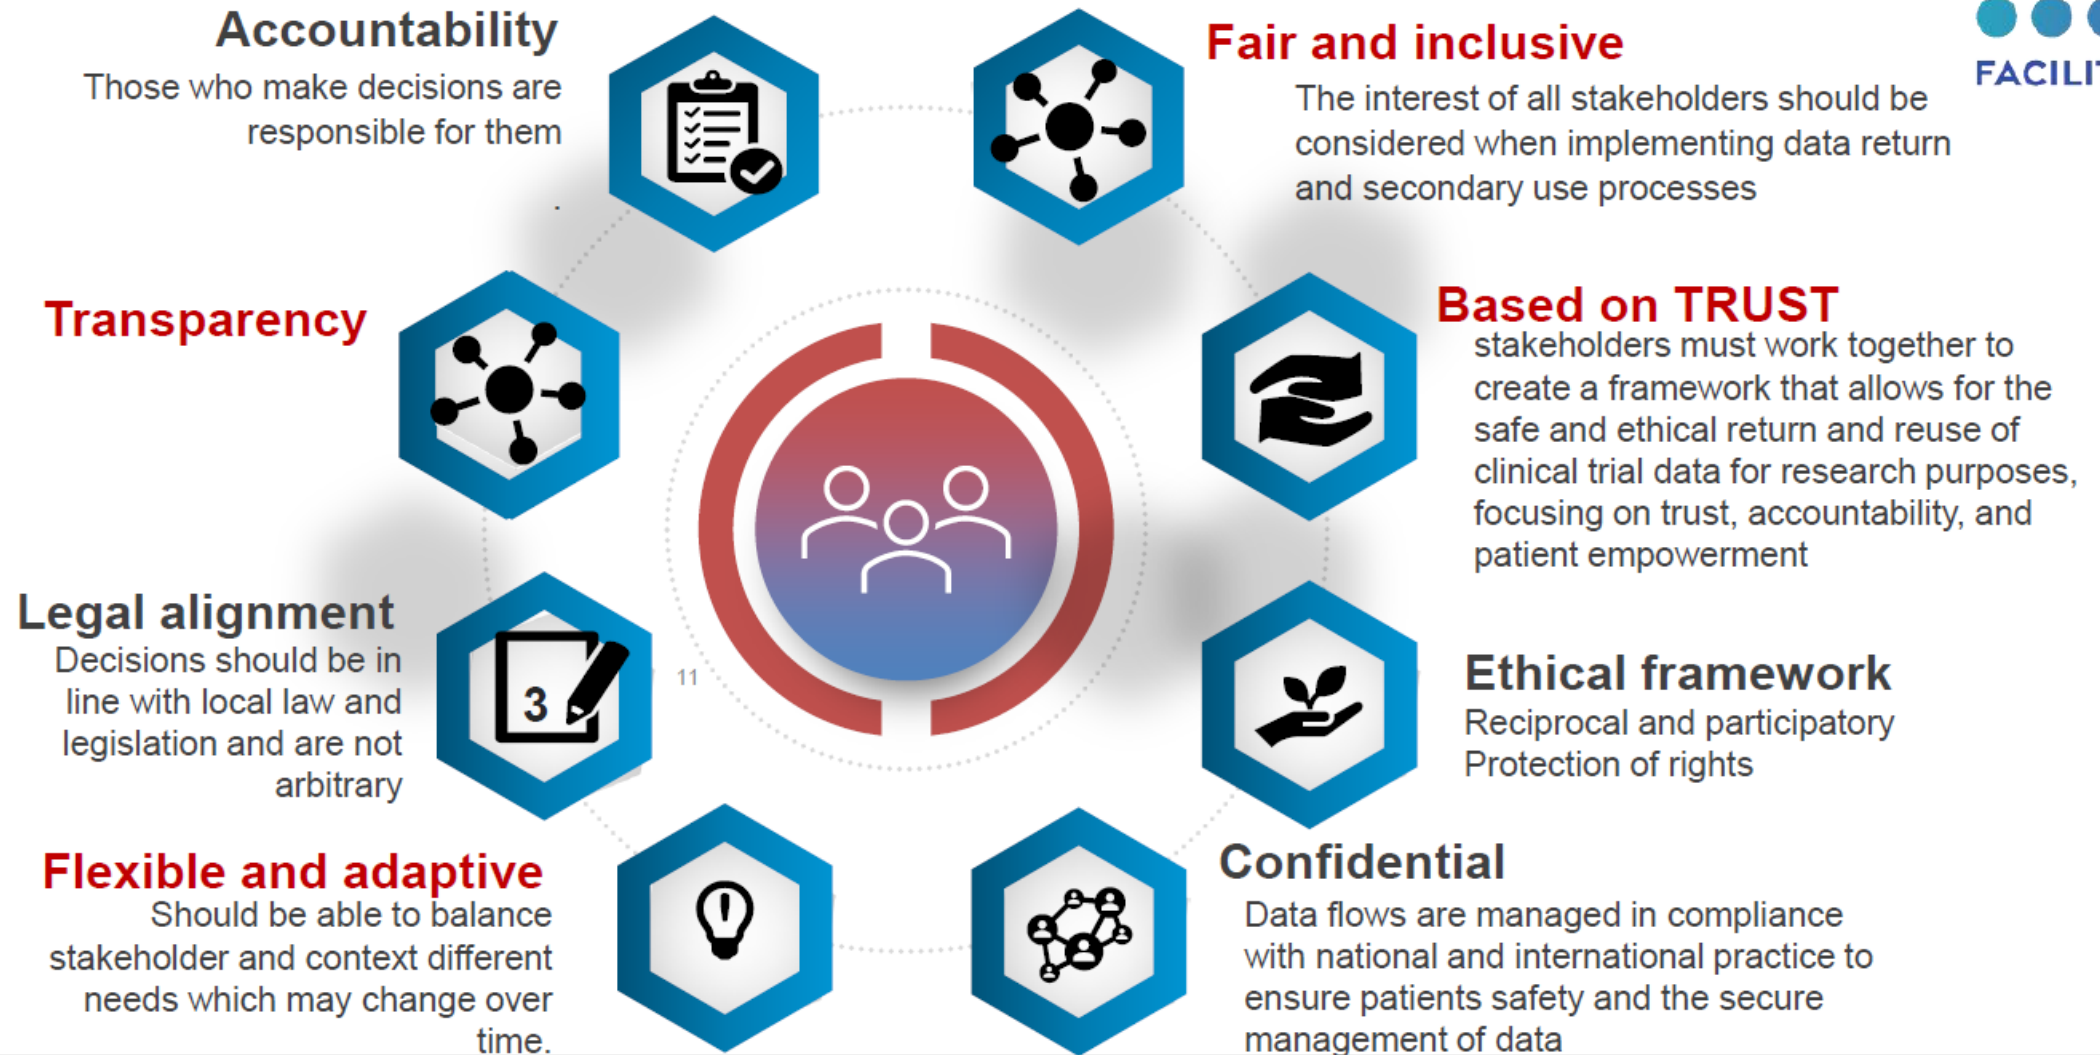 Accountability
Those who make decisions are
responsible for them
Fair and inclusive
The interest of all stakeholders should be
considered when implementing data return
and secondary use processes
FACILI
Transparency
Based on TRUST
stakeholders must work together to
create a framework that allows for the
safe and ethical return and reuse of
clinical trial data for research purposes,
focusing on trust, accountability, and
patient empowerment
Legal alignment
Decisions should be in
line with local law and
legislation and are not
arbitrary
3
11
Ethical framework
Reciprocal and participatory
Protection of rights
Flexible and adaptive
Should be able to balance
stakeholder and context different
needs which may change over
time.
Confidential
Data flows are managed in compliance
with national and international practice to
ensure patients safety and the secure
management of data